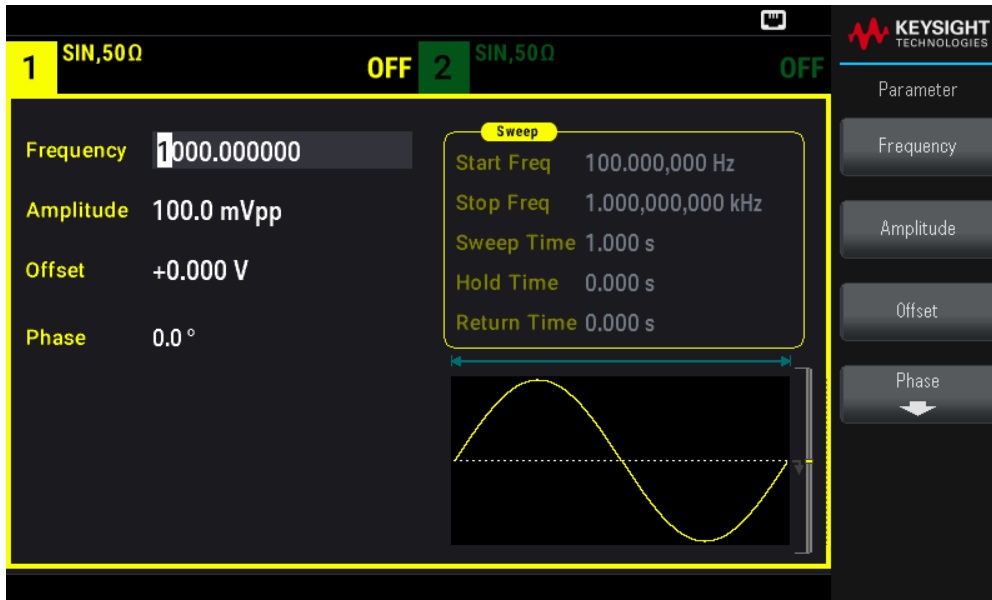 KEYSIGHT
TECHNOLOGIES
1 SIN,50Ω OFF 2 SIN,50Ω OFF
Parameter
Frequency 1000.000000
Amplitude 100.0 mVpp
Offset +0.000 V
Phase 0.0 °
Sweep
Start Freq 100.000,000 Hz
Stop Freq 1.000,000,000 kHz
Sweep Time 1.000 s
Hold Time 0.000 s
Return Time 0.000 s
Frequency
Amplitude
Offset
Phase